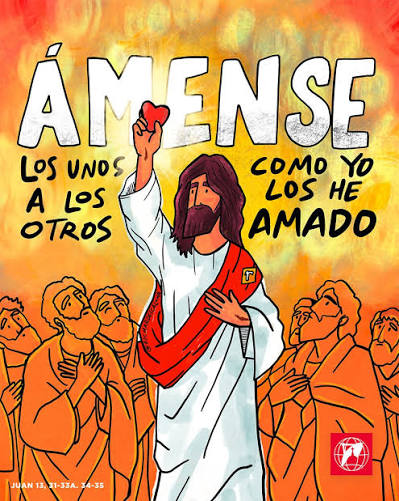 ÁMENSE
LOS UNOS
A LOS
OTROS
COMO YO
LOS HE
AMADO
JUAN 13, 31-33A. 34-35